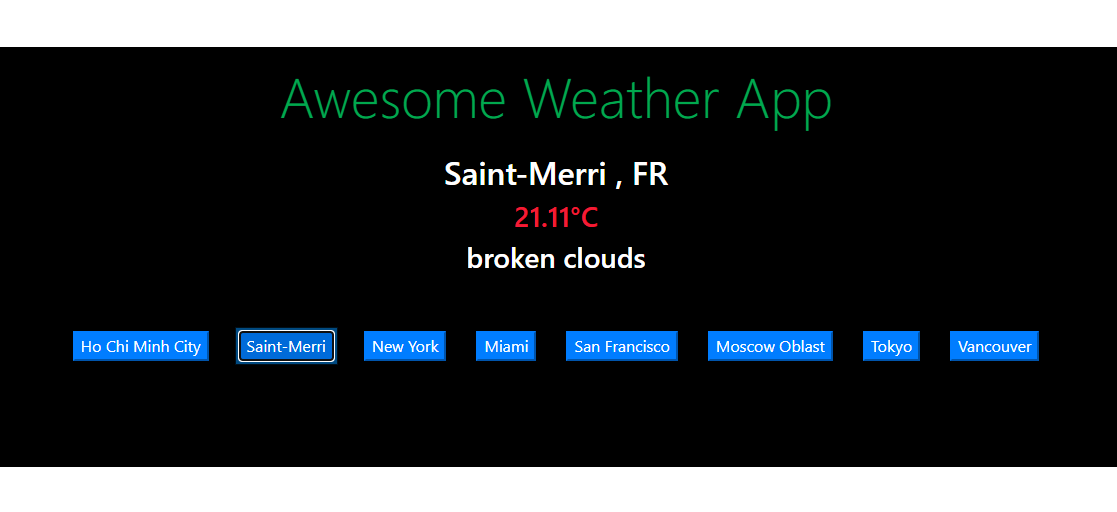 Awesome Weather App
Saint-Merri , FR
21.11°C
broken clouds
Ho Chi Minh City Saint-Merri New York Miami San Francisco Moscow Oblast Tokyo Vancouver